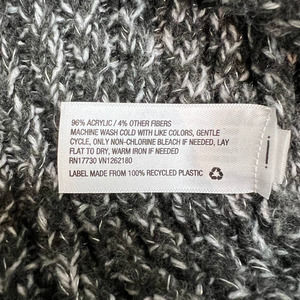 96% ACRYLIC / 4% OTHER FIBERS
MACHINE WASH COLD WITH LIKE COLORS, GENTLE
CYCLE, ONLY NON-CHLORINE BLEACH IF NEEDED, LAY
FLAT TO DRY, WARM IRON IF NEEDED
RN17730 VN1262180
LABEL MADE FROM 100% RECYCLED PLASTIC